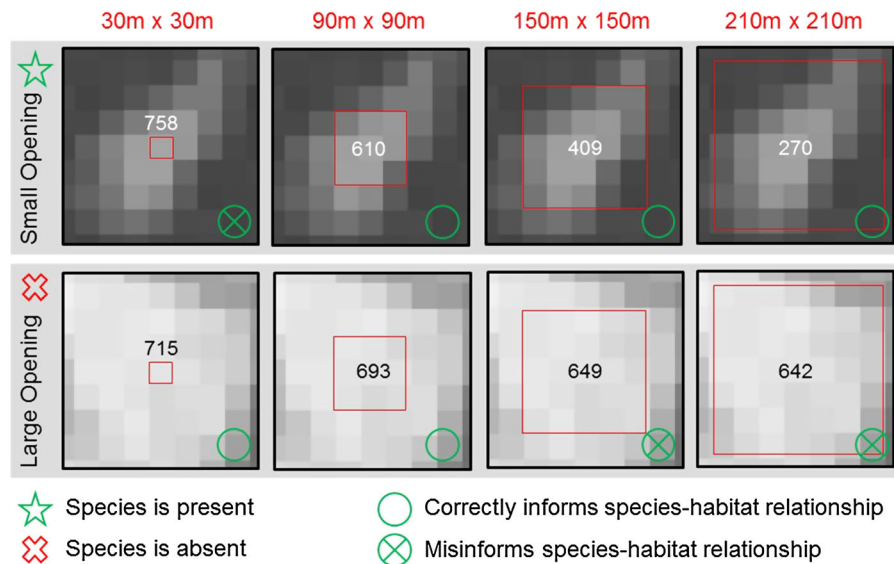 30m x 30m 90m x 90m 150m x 150m 210m x 210m
Small Opening
758 610 409 270
Large Opening
715 693 649 642
Species is present Correctly informs species-habitat relationship
Species is absent Misinforms species-habitat relationship